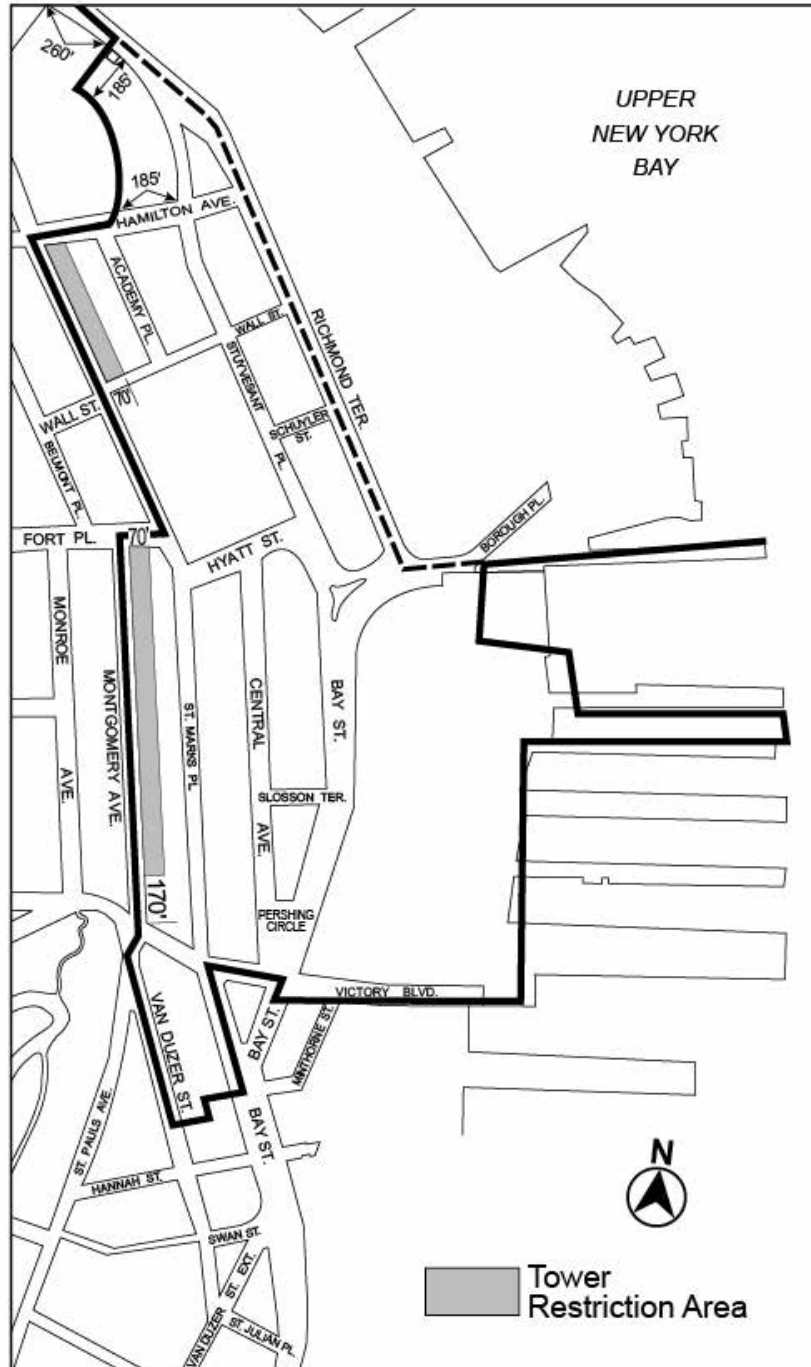 260'
185'
UPPER
NEW YORK
BAY
185'
HAMILTON AVE.
ACADEMY PL.
WALL ST.
RICHMOND TER.
STUYVESANT
PL.
SCHUYLER
ST.
70'
WALL ST.
BELMONT PL.
FORT PL.
70'
HYATT ST.
BOROUGH PL.
MONROE
AVE.
MONTGOMERY AVE.
ST. MARKS PL
CENTRAL
AVE.
BAY ST.
SLOSSON TER.
170'
PERSHING
CIRCLE
VICTORY BLVD.
VAN DUZER ST.
BAY ST.
MINTHORNE ST.
ST. PAULS AVE.
BAY ST.
HANNAH ST.
SWAN ST.
VAN DUZER ST. EXT.
ST. JULIAN PL.
N
Tower
Restriction Area